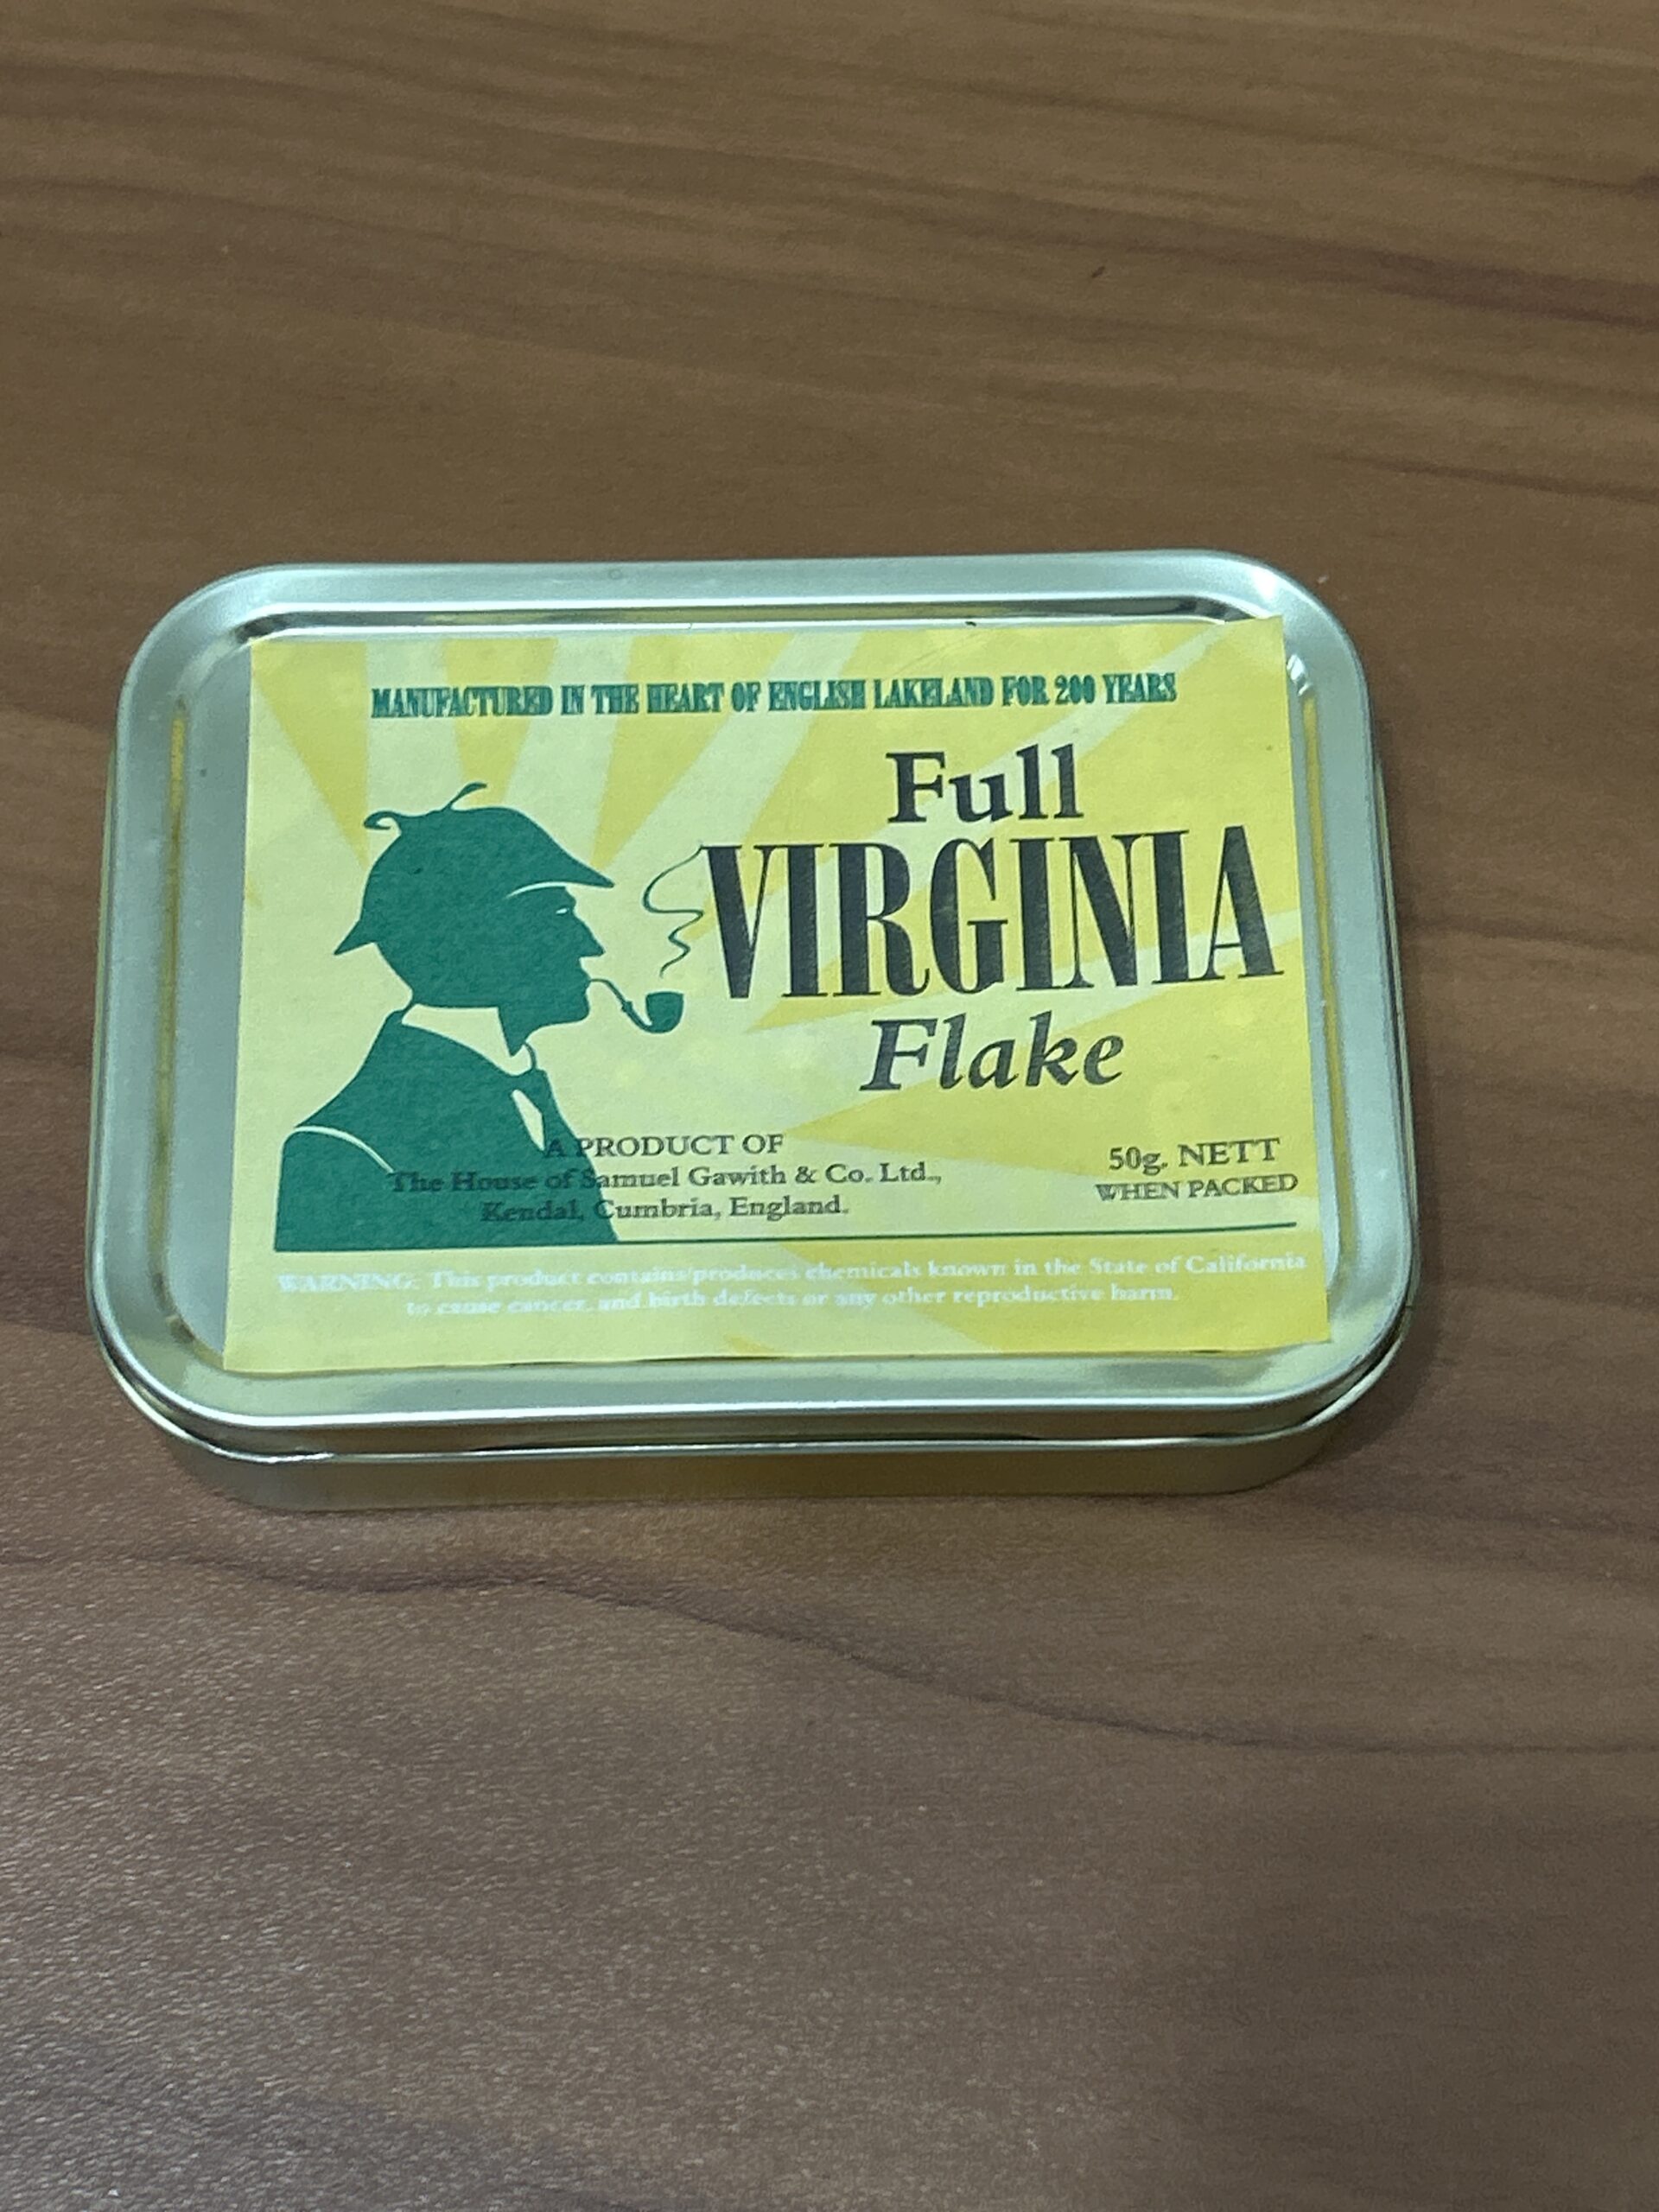 MANUFACTURED IN THE HEART OF ENGLISH LAKELAND FOR 200 YEARS
Full
VIRGINIA
Flake
A PRODUCT OF
The House of Samuel Gawith & Co. Ltd.,
Kendal, Cumbria, England.
50g. NETT
WHEN PACKED
WARNING: This product contains/produces chemicals known in the State of California
to cause cancer, and birth defects or any other reproductive harm.